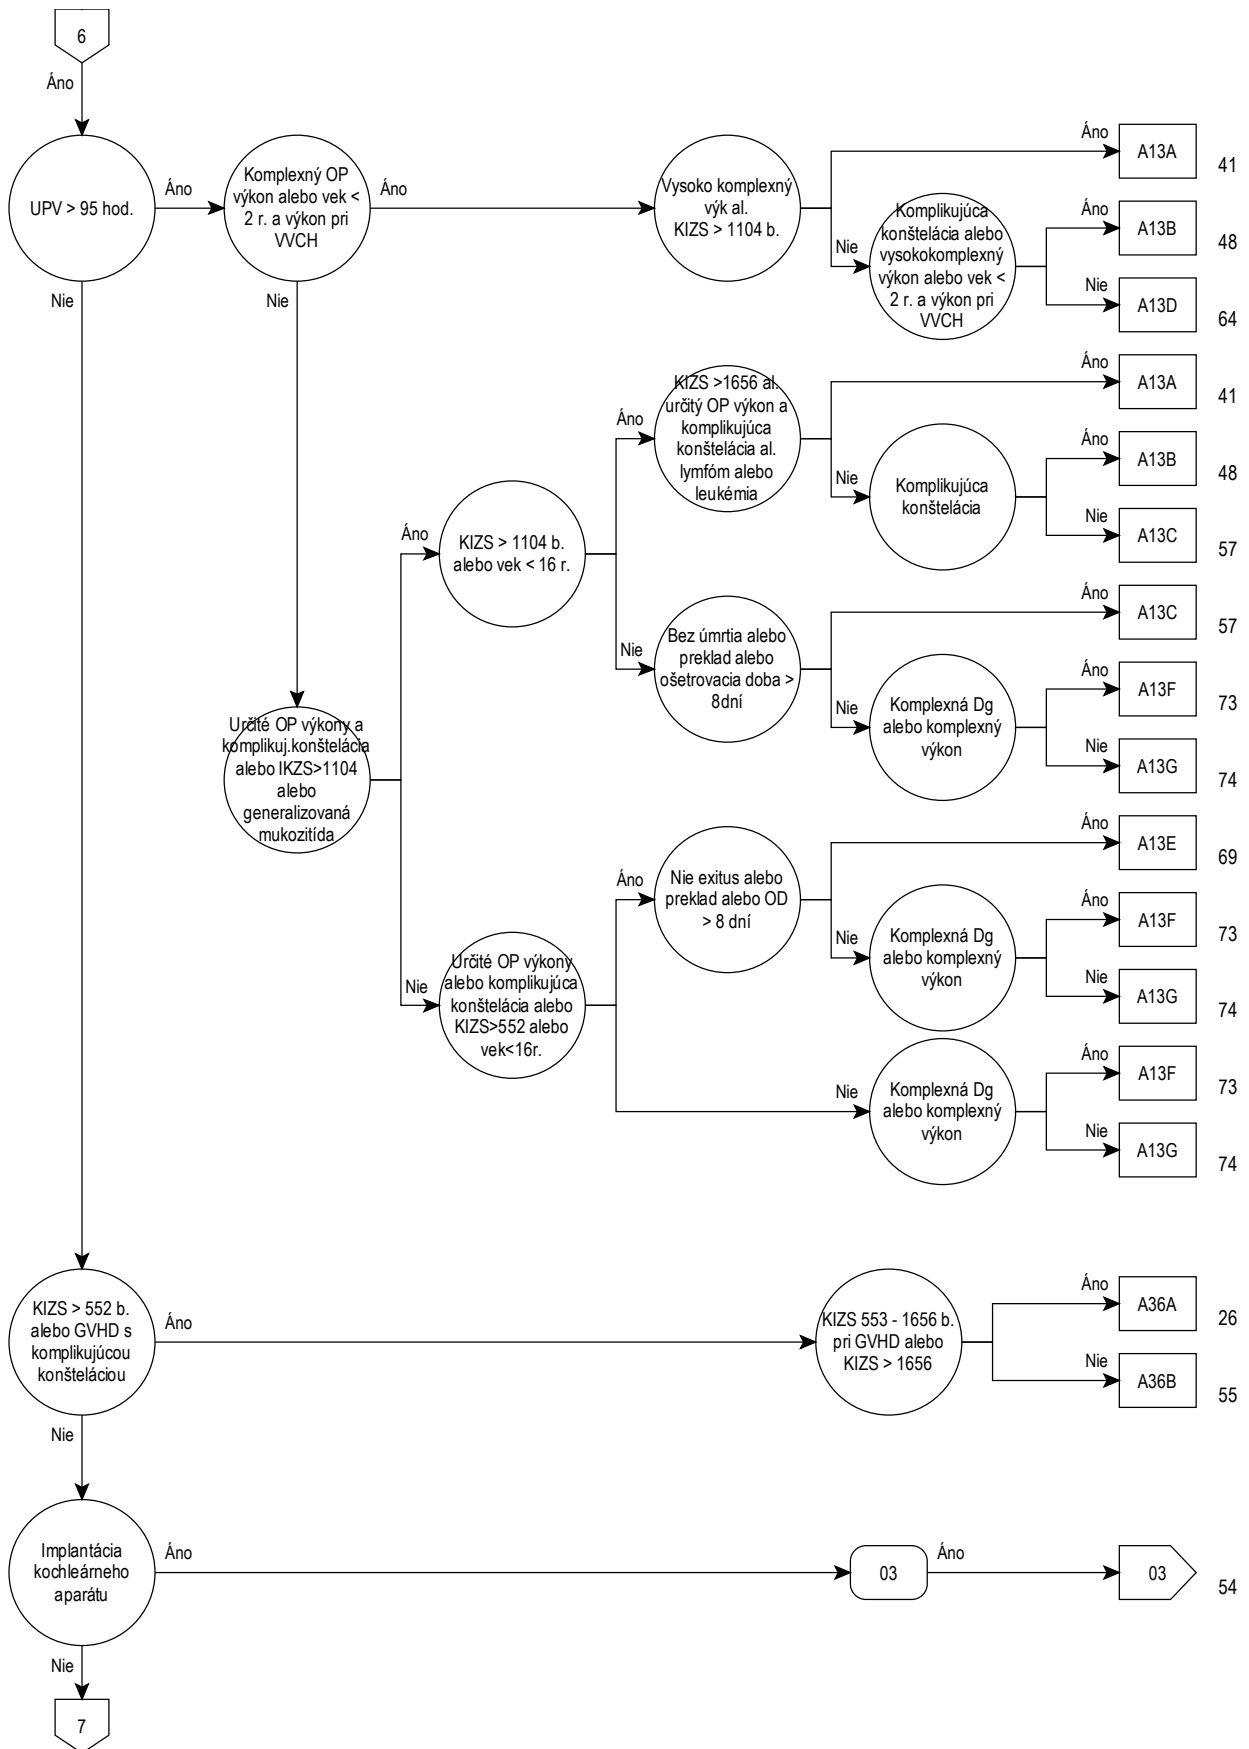 6
Áno
UPV > 95 hod.
Áno
Nie
Komplexný OP
výkon alebo vek <
2 r. a výkon pri
VVCH
Áno
Nie
Vysoko komplexný
výk al.
KIZS > 1104 b.
Áno
A13A
41
Nie
Komplikujúca
konštelácia alebo
vysokokomplexný
výkon alebo vek <
2 r. a výkon pri
VVCH
Áno
A13B
48
Nie
A13D
64
Určité OP výkony a
komplikuj.konštelácia
alebo IKZS>1104
alebo
generalizovaná
mukozitída
Áno
KIZS > 1104 b.
alebo vek < 16 r.
Áno
KIZS >1656 al.
určitý OP výkon a
komplikujúca
konštelácia al.
lymfóm alebo
leukémia
Áno
A13A
41
Nie
Komplikujúca
konštelácia
Áno
A13B
48
Nie
A13C
57
Nie
Bez úmrtia alebo
preklad alebo
ošetrovacia doba >
8dní
Áno
A13C
57
Nie
Komplexná Dg
alebo komplexný
výkon
Áno
A13F
73
Nie
A13G
74
Nie
Určité OP výkony
alebo komplikujúca
konštelácia alebo
KIZS>552 alebo
vek<16r.
Áno
Nie exitus alebo
preklad alebo OD
> 8 dní
Áno
A13E
69
Nie
Komplexná Dg
alebo komplexný
výkon
Áno
A13F
73
Nie
A13G
74
Nie
Komplexná Dg
alebo komplexný
výkon
Áno
A13F
73
Nie
A13G
74
KIZS > 552 b.
alebo GVHD s
komplikujúcou
konšteláciou
Áno
KIZS 553 - 1656 b.
pri GVHD alebo
KIZS > 1656
Áno
A36A
26
Nie
A36B
55
Nie
Implantácia
kochleárneho
aparátu
Áno
03
Áno
03
54
Nie
7